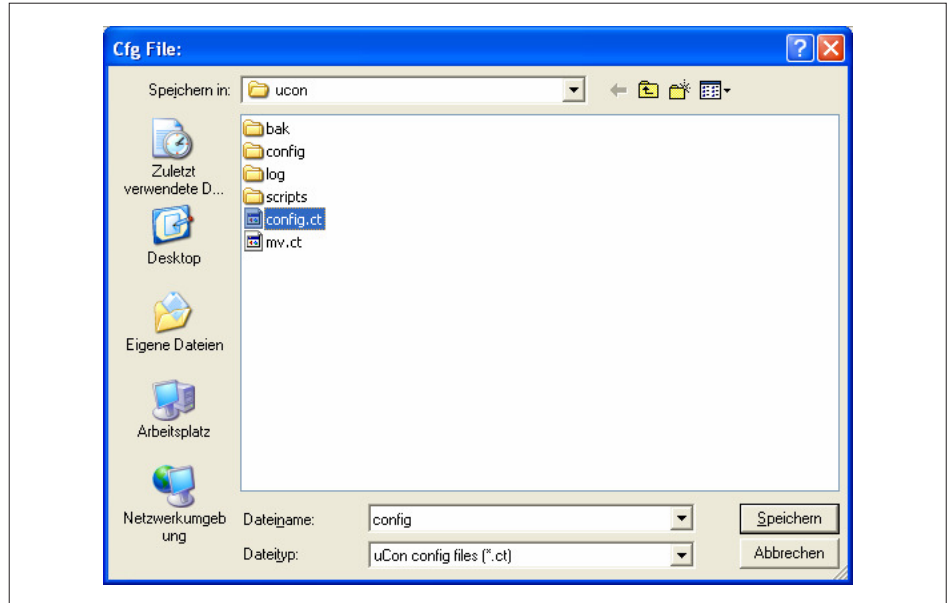 Cfg File:
Speichern in: ucon
Zuletzt
verwendete D...
Desktop
Eigene Dateien
Arbeitsplatz
Netzwerkumgeb
ung
bak
config
log
scripts
config.ct
mv.ct
Dateiname: config Speichern
Dateityp: uCon config files (*.ct) Abbrechen